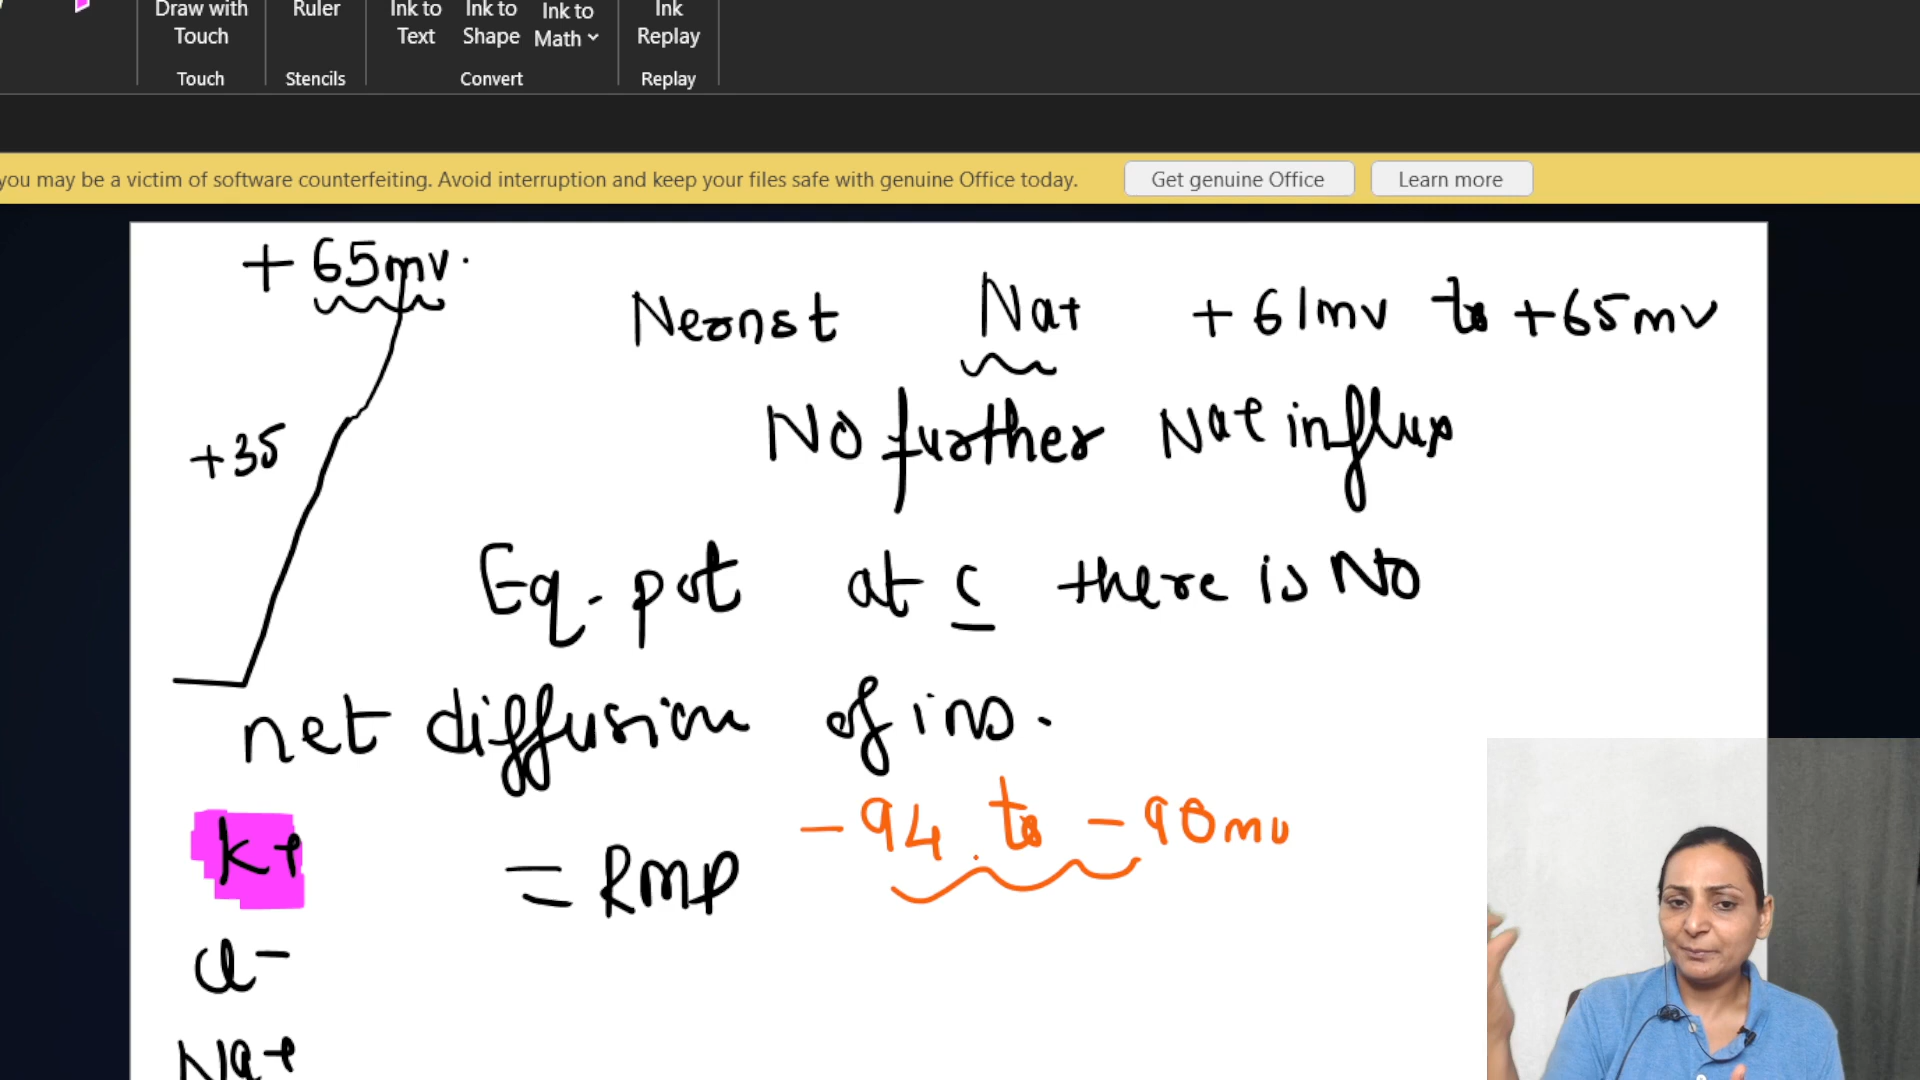 Draw with Touch
Ruler
Ink to Text
Ink to Shape
Ink to Math
Ink Replay
Touch
Stencils
Convert
Replay
you may be a victim of software counterfeiting. Avoid interruption and keep your files safe with genuine Office today.
Get genuine Office
Learn more
+ 65mv.
Neonst Na+ +61mv to +65mv
+35
No further Na+ influx
Eq. pot at c there is No
net diffusion of ins.
K+ = RMP -94 to -90mv
Cl-
Na+